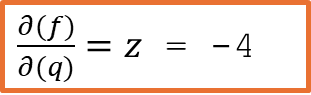 ∂(f)/∂(q) = z = −4